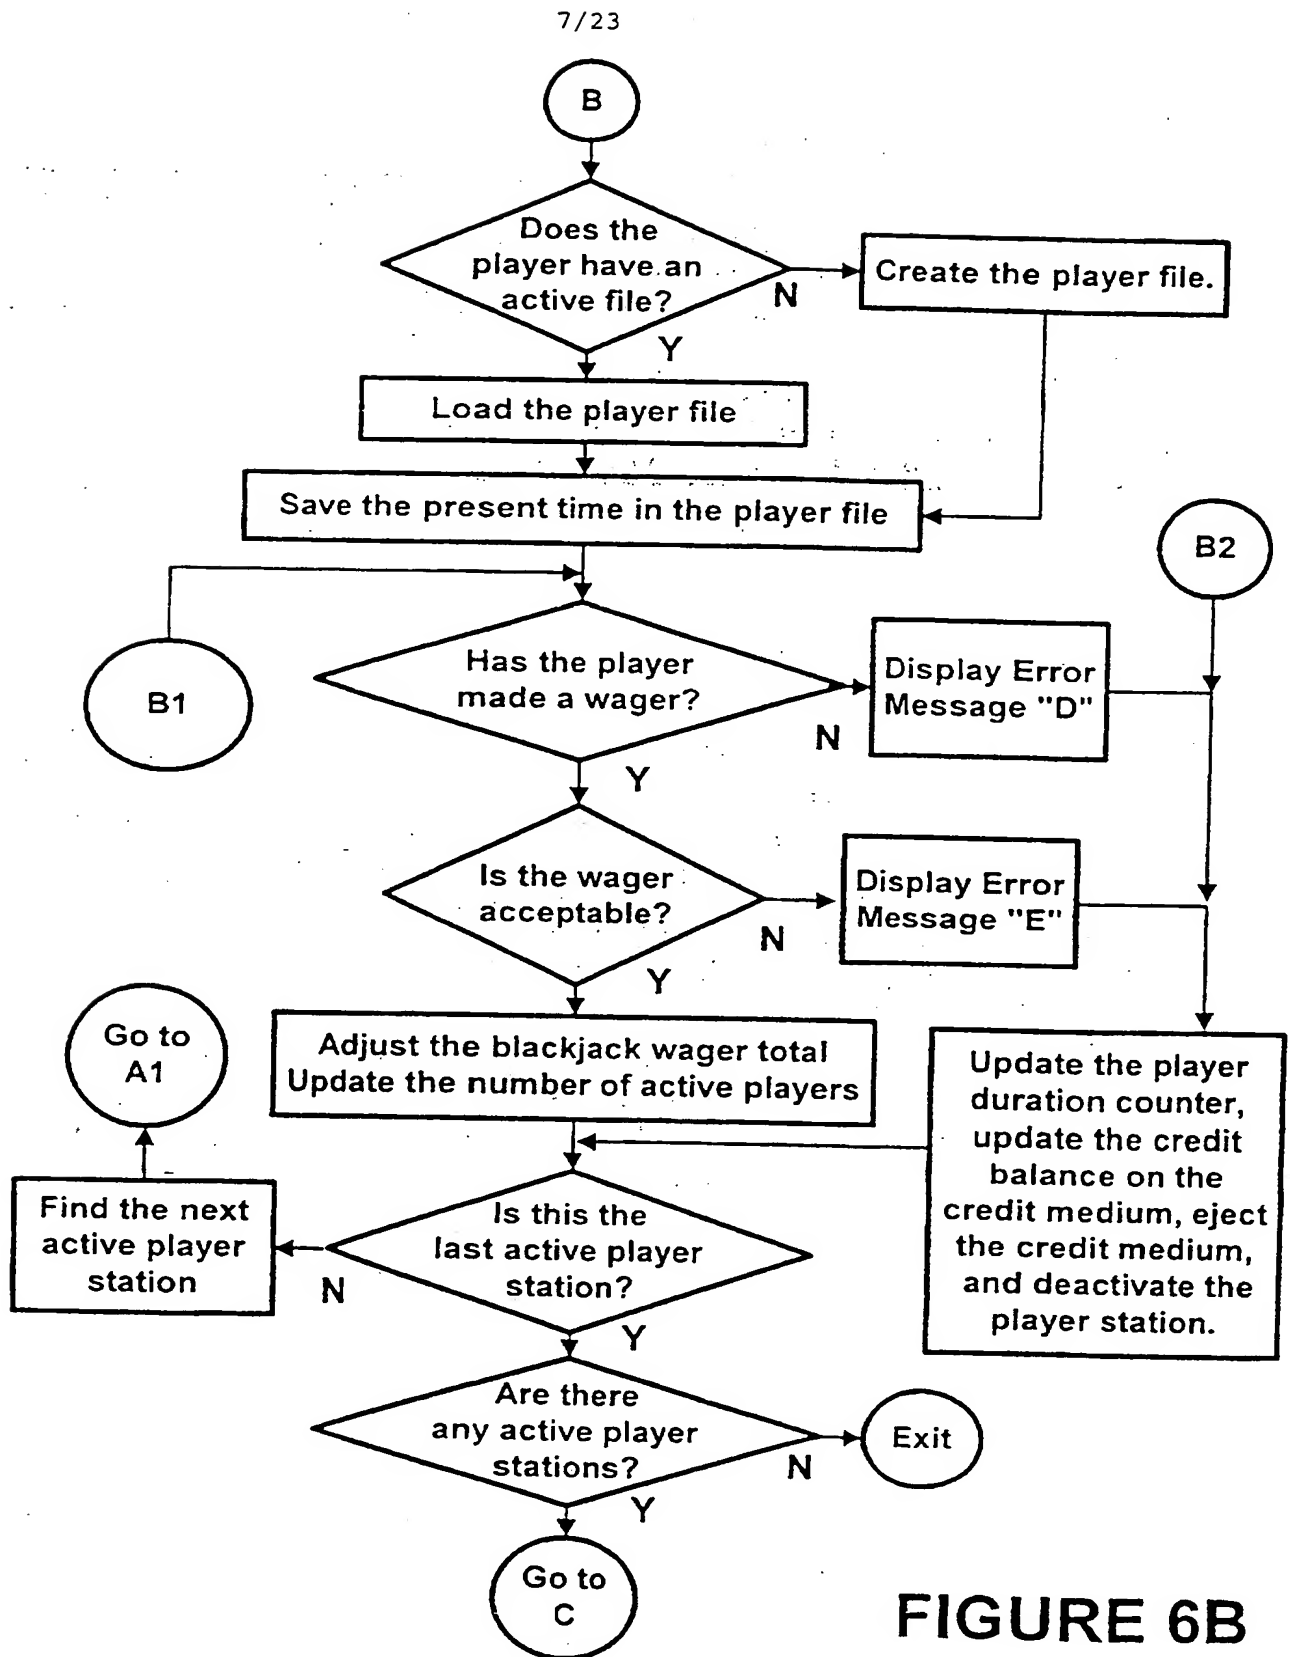 7/23
B
Does the
player have an
active file?
N
Create the player file.
Y
Load the player file
Save the present time in the player file
B2
B1
Has the player
made a wager?
N
Display Error
Message "D"
Y
Is the wager
acceptable?
N
Display Error
Message "E"
Y
Go to
A1
Adjust the blackjack wager total
Update the number of active players
Update the player
duration counter,
update the credit
balance on the
credit medium, eject
the credit medium,
and deactivate the
player station.
Find the next
active player
station
N
Is this the
last active player
station?
Y
Are there
any active player
stations?
N
Exit
Y
Go to
C
FIGURE 6B